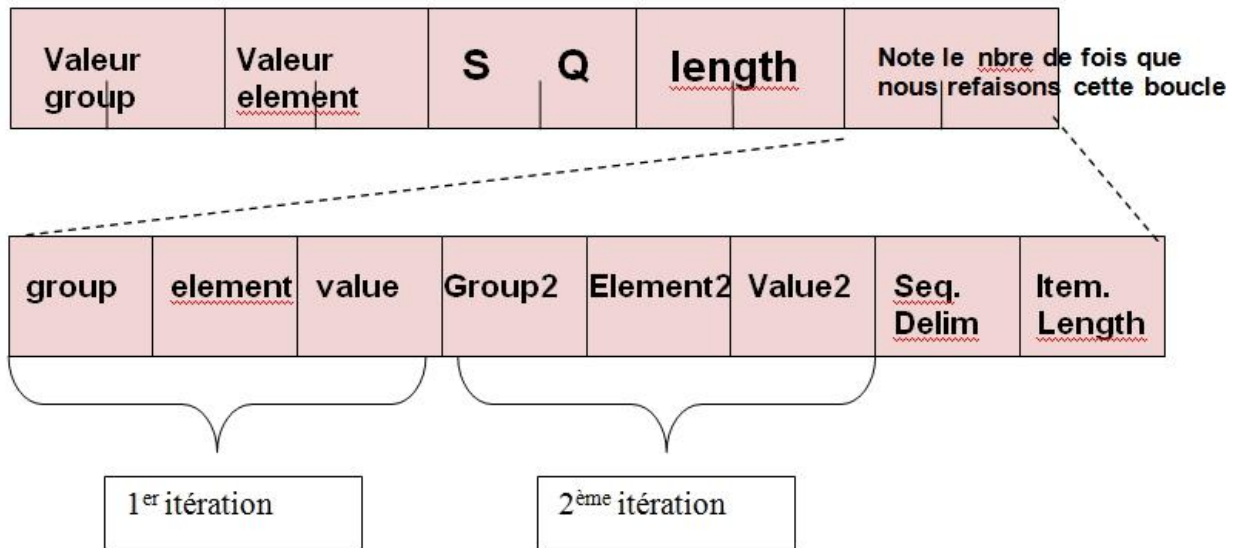 Valeur
group
Valeur
element
S Q
length
Note le nbre de fois que
nous refaisons cette boucle
group
element
value
Group2
Element2
Value2
Seq.
Delim
Item.
Length
1er itération
2ème itération